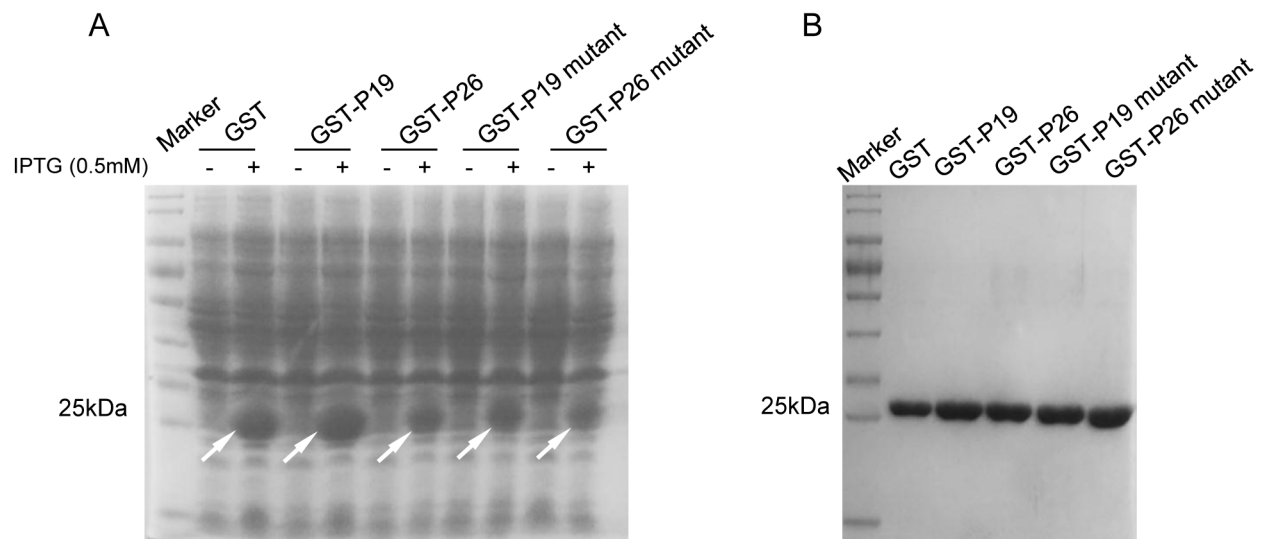 A
Marker
GST
GST-P19
GST-P26
GST-P19 mutant
GST-P26 mutant
IPTG (0.5mM) - + - + - + - + - +
25kDa
B
Marker
GST
GST-P19
GST-P26
GST-P19 mutant
GST-P26 mutant
25kDa